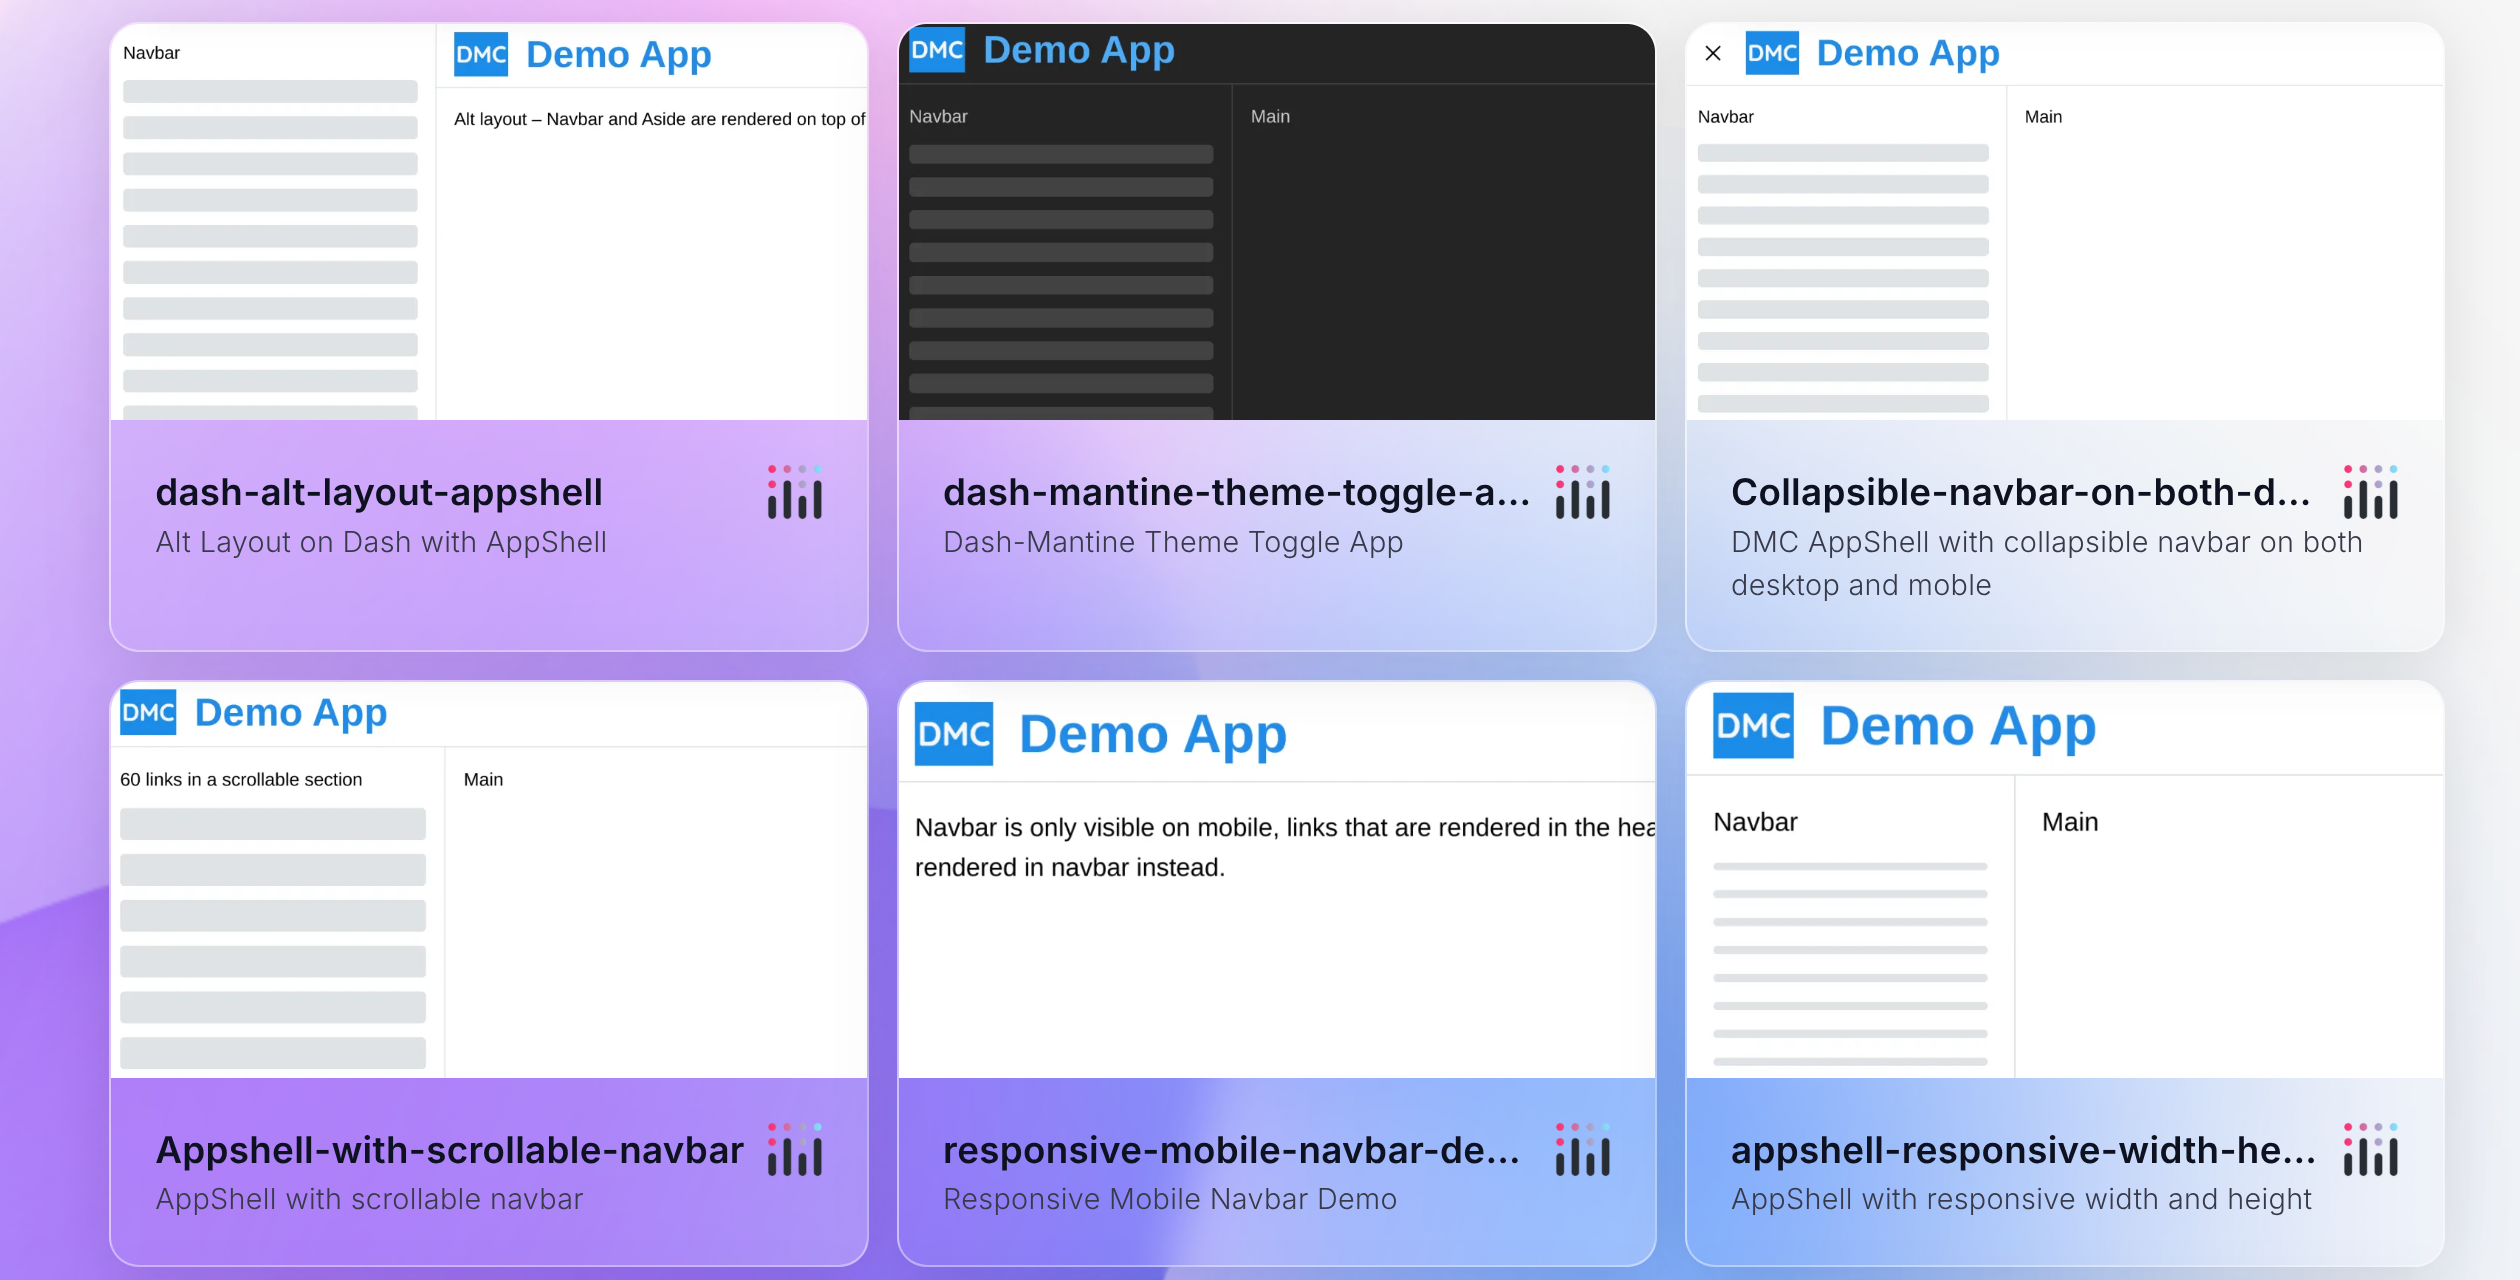 Navbar
DMC Demo App
Alt layout – Navbar and Aside are rendered on top of
dash-alt-layout-appshell
Alt Layout on Dash with AppShell
DMC Demo App
Navbar
Main
dash-mantine-theme-toggle-a...
Dash-Mantine Theme Toggle App
DMC Demo App
Navbar
Main
Collapsible-navbar-on-both-d...
DMC AppShell with collapsible navbar on both
desktop and moble
DMC Demo App
60 links in a scrollable section
Main
Appshell-with-scrollable-navbar
AppShell with scrollable navbar
DMC Demo App
Navbar is only visible on mobile, links that are rendered in the hea
rendered in navbar instead.
responsive-mobile-navbar-de...
Responsive Mobile Navbar Demo
DMC Demo App
Navbar
Main
appshell-responsive-width-he...
AppShell with responsive width and height